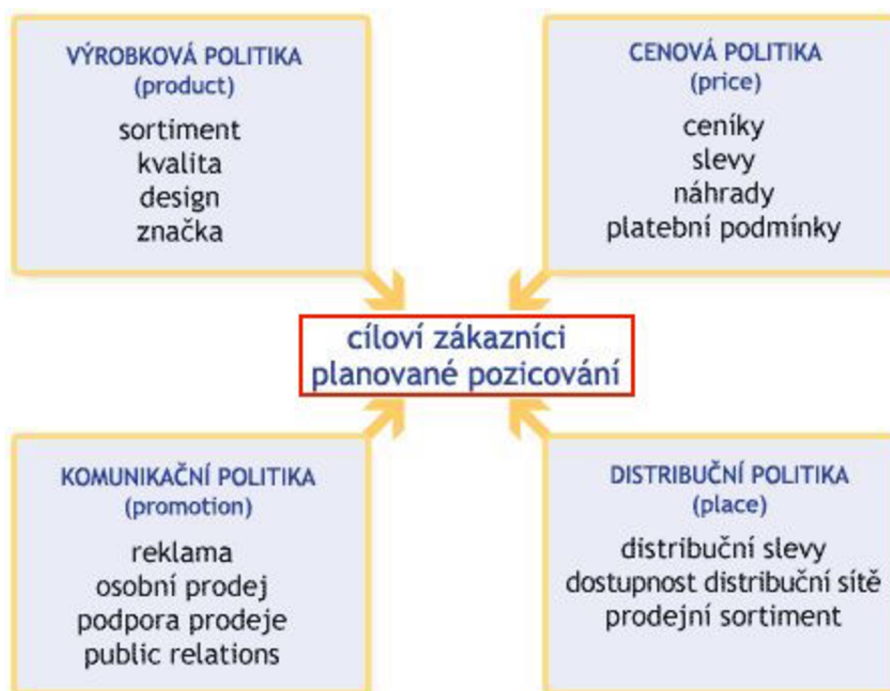 VÝROBKOVÁ POLITIKA
(product)
sortiment
kvalita
design
značka
CENOVÁ POLITIKA
(price)
ceníky
slevy
náhrady
platební podmínky
cíloví zákazníci
planované pozicování
KOMUNIKAČNÍ POLITIKA
(promotion)
reklama
osobní prodej
podpora prodeje
public relations
DISTRIBUČNÍ POLITIKA
(place)
distribuční slevy
dostupnost distribuční sítě
prodejní sortiment